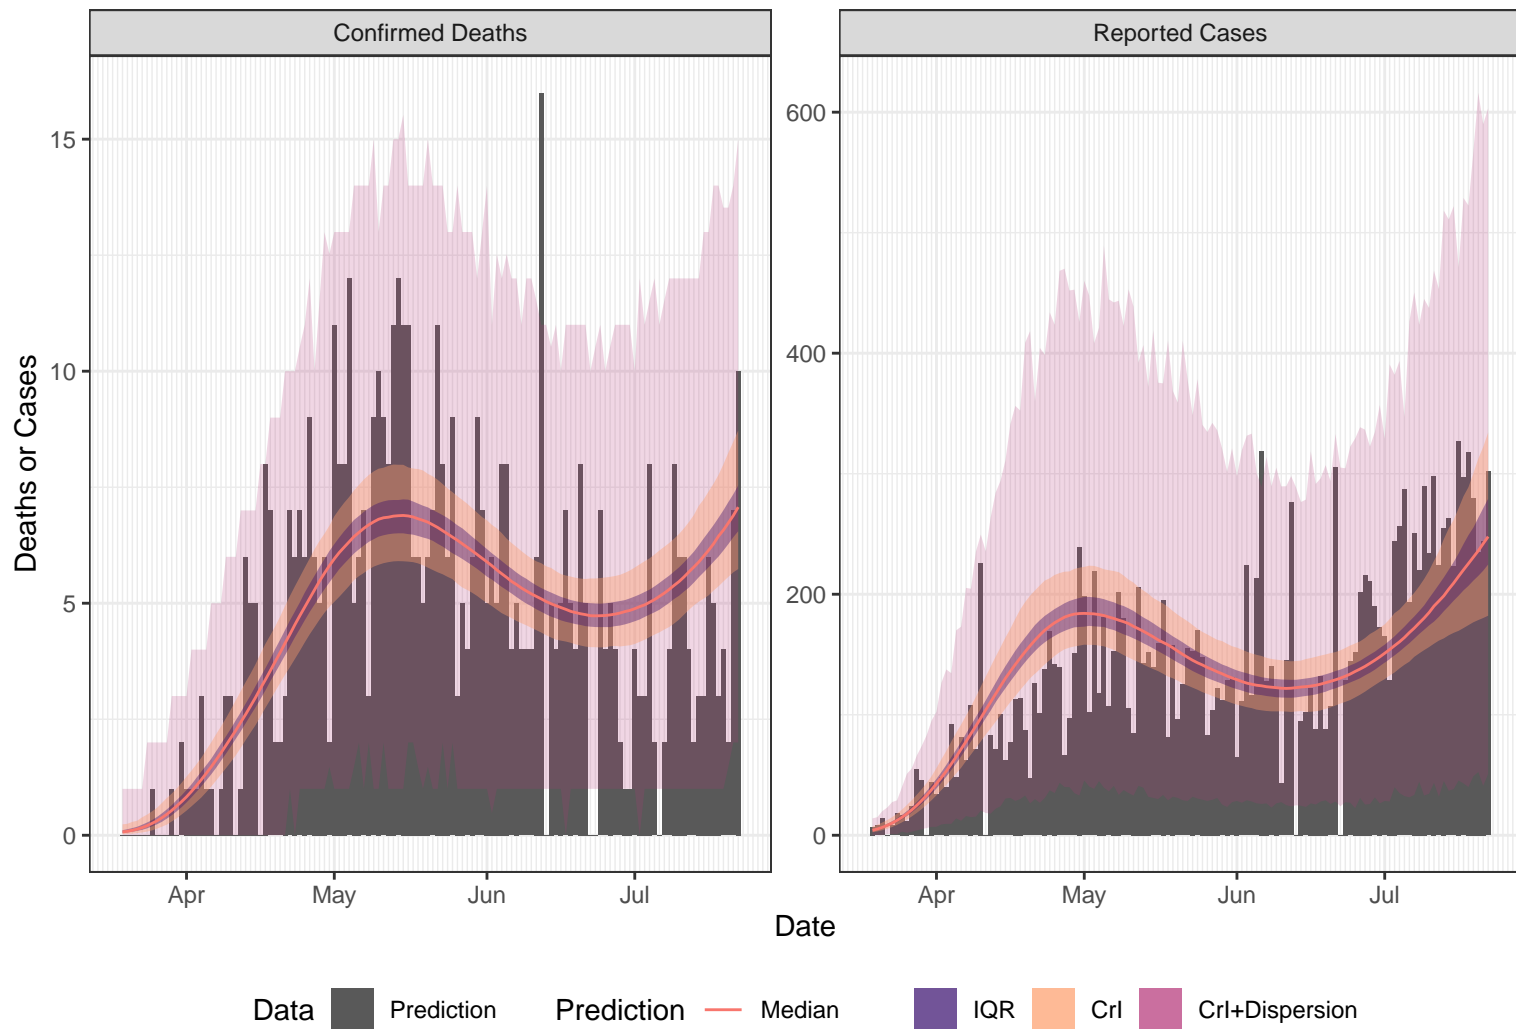 Confirmed Deaths
Reported Cases
Deaths or Cases
15
10
5
0
600
400
200
0
Apr May Jun Jul
Apr May Jun Jul
Date
Data Prediction Prediction Median IQR CrI CrI+Dispersion